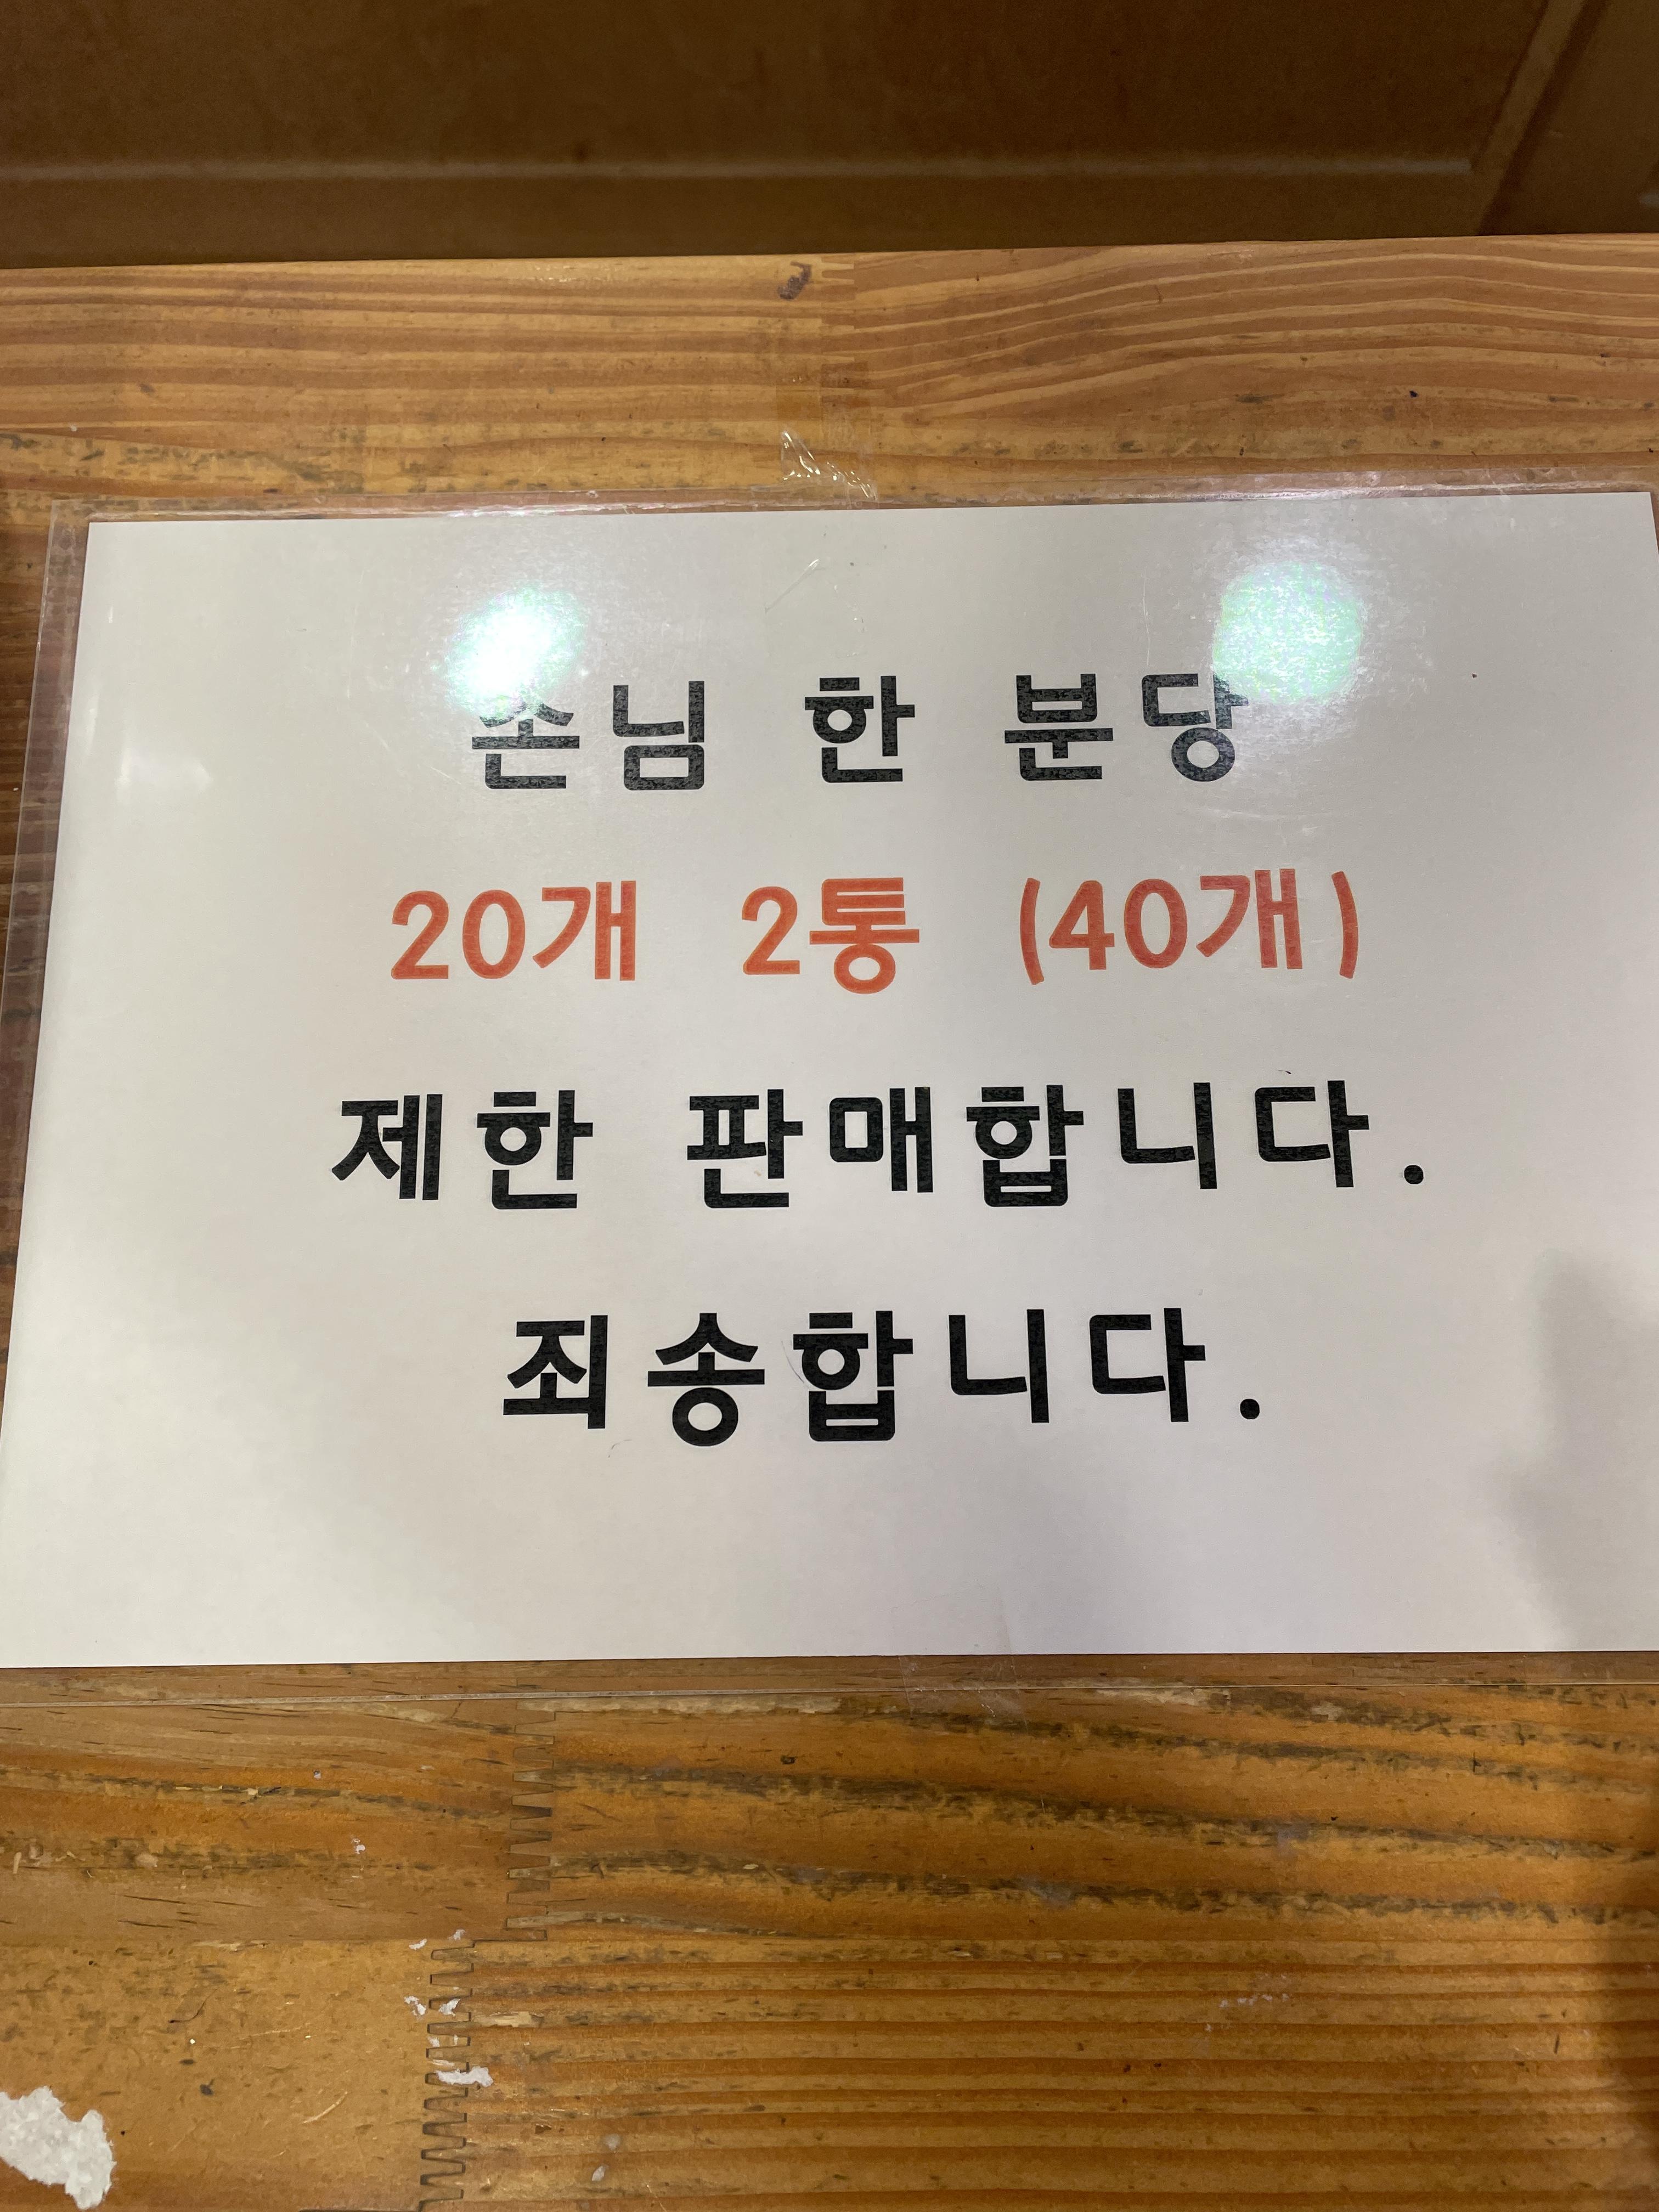 손님 한 분당
20개 2통 (40개)
제한 판매합니다.
죄송합니다.